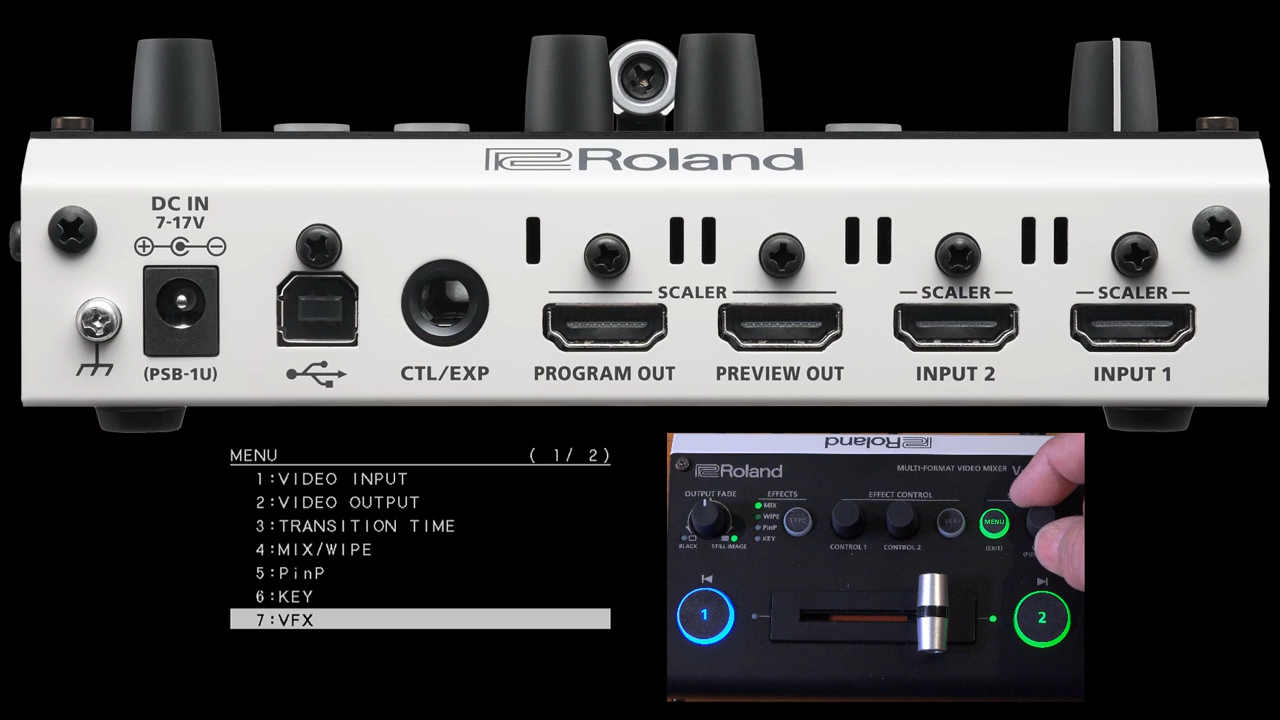 Roland
DC IN
7-17V
(PSB-1U)
CTL/EXP
SCALER
PROGRAM OUT
PREVIEW OUT
SCALER
INPUT 2
SCALER
INPUT 1
MENU ( 1/ 2)
1:VIDEO INPUT
2:VIDEO OUTPUT
3:TRANSITION TIME
4:MIX/WIPE
5:PinP
6:KEY
7:VFX
Roland
Roland
MULTI-FORMAT VIDEO MIXER
OUTPUT FADE
EFFECTS
EFFECT CONTROL
MIX
WIPE
PinP
KEY
TYPE
VFX
MENU
BLACK
STILL IMAGE
CONTROL 1
CONTROL 2
(EXIT)
1
2